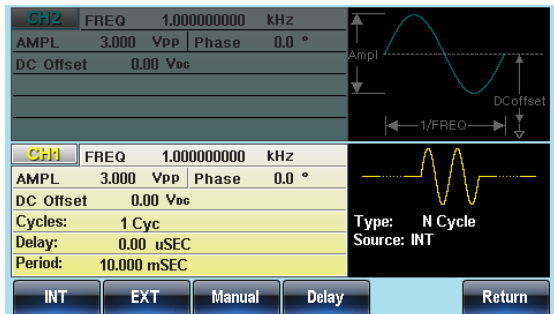 CH2 FREQ 1.000000000 kHz
AMPL 3.000 VPP Phase 0.0 °
DC Offset 0.00 VDC
Ampl
DCoffset
1/FREQ
CH1 FREQ 1.000000000 kHz
AMPL 3.000 VPP Phase 0.0 °
DC Offset 0.00 VDC
Cycles: 1 Cyc
Delay: 0.00 uSEC
Period: 10.000 mSEC
Type: N Cycle
Source: INT
INT EXT Manual Delay Return